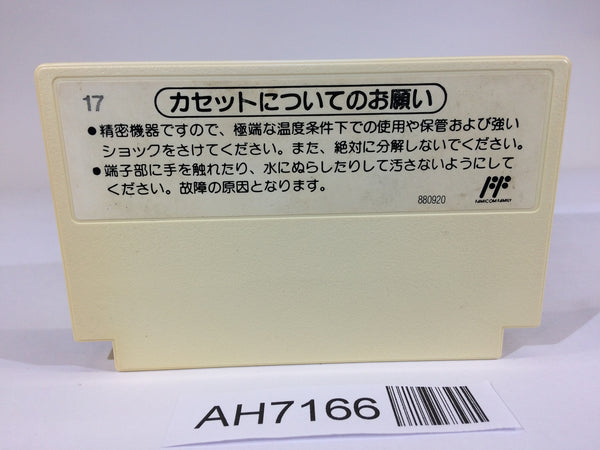 17
カセットについてのお願い
●精密機器ですので、極端な温度条件下での使用や保管および強い
ショックをさけてください。また、絶対に分解しないでください。
●端子部に手を触れたり、水にぬらしたりして汚さないようにして
ください。故障の原因となります。
880920
FAMICOM FAMILY
AH7166